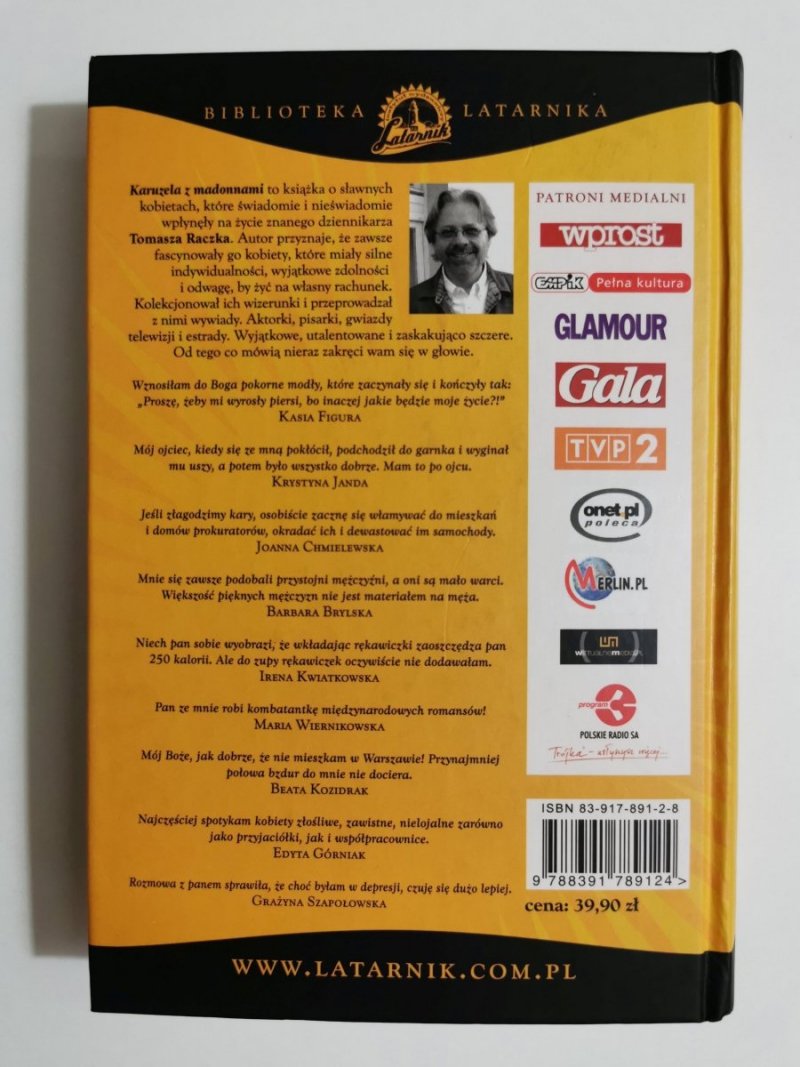 BIBLIOTEKA LATARNIKA
Latarnik
Karuzela z madonnami to książka o sławnych
kobietach, które świadomie i nieświadomie
wpłynęły na życie znanego dziennikarza
Tomasza Raczka. Autor przyznaje, że zawsze
fascynowały go kobiety, które miały silne
indywidualności, wyjątkowe zdolności
i odwagę, by żyć na własny rachunek.
Kolekcjonował ich wizerunki i przeprowadzał
z nimi wywiady. Aktorki, pisarki, gwiazdy
telewizji i estrady. Wyjątkowe, utalentowane i zaskakująco szczere.
Od tego co mówią nieraz zakręci wam się w głowie.
Wznosiłam do Boga pokorne modły, które zaczynały się i kończyły tak:
„Proszę, żeby mi wyrosły piersi, bo inaczej jakie będzie moje życie?!”
KASIA FIGURA
Mój ojciec, kiedy się ze mną pokłócił, podchodził do garnka i wyginał
mu uszy, a potem było wszystko dobrze. Mam to po ojcu.
KRYSTYNA JANDA
Jeśli złagodzimy kary, osobiście zacznę się włamywać do mieszkań
i domów prokuratorów, okradać ich i dewastować im samochody.
JOANNA CHMIELEWSKA
Mnie się zawsze podobali przystojni mężczyźni, a oni są mało warci.
Większość pięknych mężczyzn nie jest materiałem na męża.
BARBARA BRYLSKA
Niech pan sobie wyobrazi, że wkładając rękawiczki zaoszczędza pan
250 kalorii. Ale do zupy rękawiczek oczywiście nie dodawałam.
IRENA KWIATKOWSKA
Pan ze mnie robi kombatantkę międzynarodowych romansów!
MARIA WIERNIKOWSKA
Mój Boże, jak dobrze, że nie mieszkam w Warszawie! Przynajmniej
połowa bzdur do mnie nie dociera.
BEATA KOZIDRAK
Najczęściej spotykam kobiety złośliwe, zawistne, nielojalne zarówno
jako przyjaciółki, jak i współpracownice.
EDYTA GÓRNIAK
Rozmowa z panem sprawiła, że choć byłam w depresji, czuję się dużo lepiej.
GRAŻYNA SZAPOŁOWSKA
PATRONI MEDIALNI
wprost
EMPiK Pełna kultura
GLAMOUR
Gala
TVP2
onet.pl
poleca
MERLIN.PL
wirtualnemedia.pl
program 3
POLSKIE RADIO SA
"Trójka" - usłyszysz więcej...
ISBN 83-917-891-2-8
9 788391 789124 >
cena: 39,90 zł
WWW.LATARNIK.COM.PL